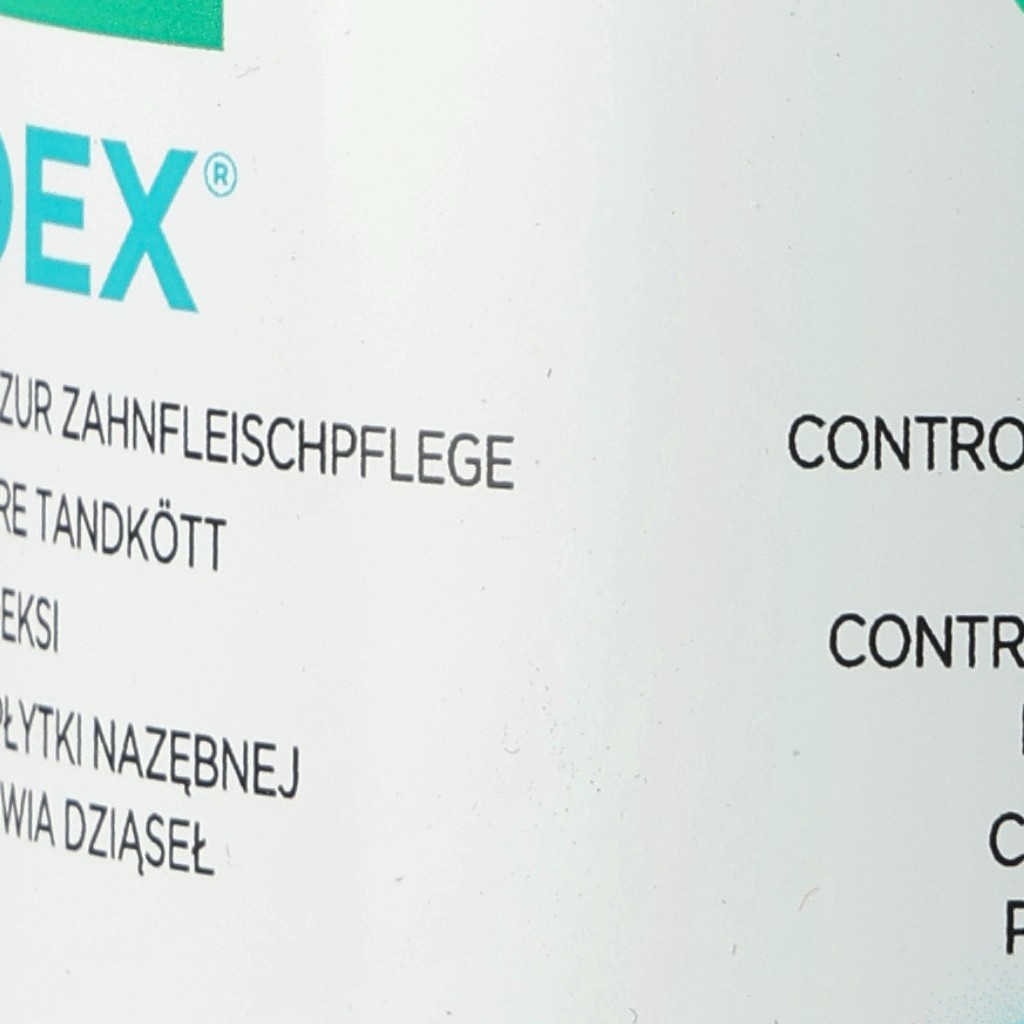 DEX®
ZUR ZAHNFLEISCHPFLEGE
RE TANDKÖTT
EKSI
PŁYTKI NAZĘBNEJ
WIA DZIĄSEŁ
CONTRO
CONTR
C
P